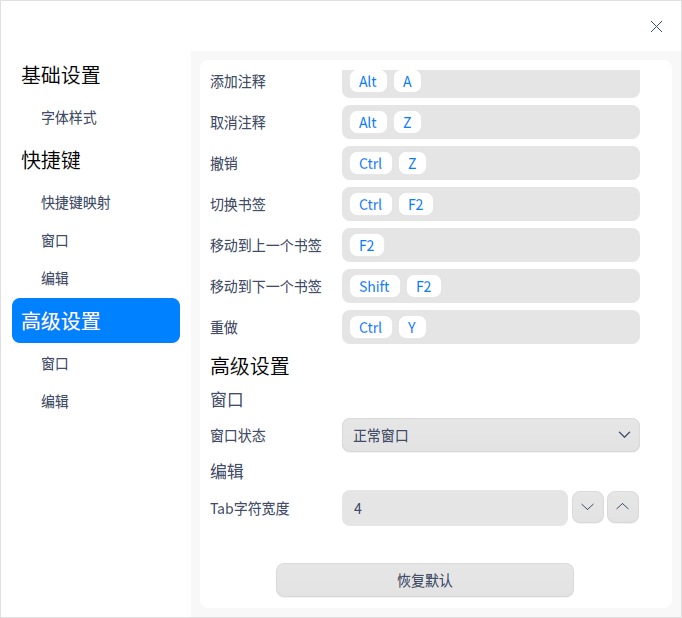 基础设置
字体样式
快捷键
快捷键映射
窗口
编辑
高级设置
窗口
编辑
添加注释 Alt A
取消注释 Alt Z
撤销 Ctrl Z
切换书签 Ctrl F2
移动到上一个书签 F2
移动到下一个书签 Shift F2
重做 Ctrl Y
高级设置
窗口
窗口状态 正常窗口
编辑
Tab字符宽度 4
恢复默认